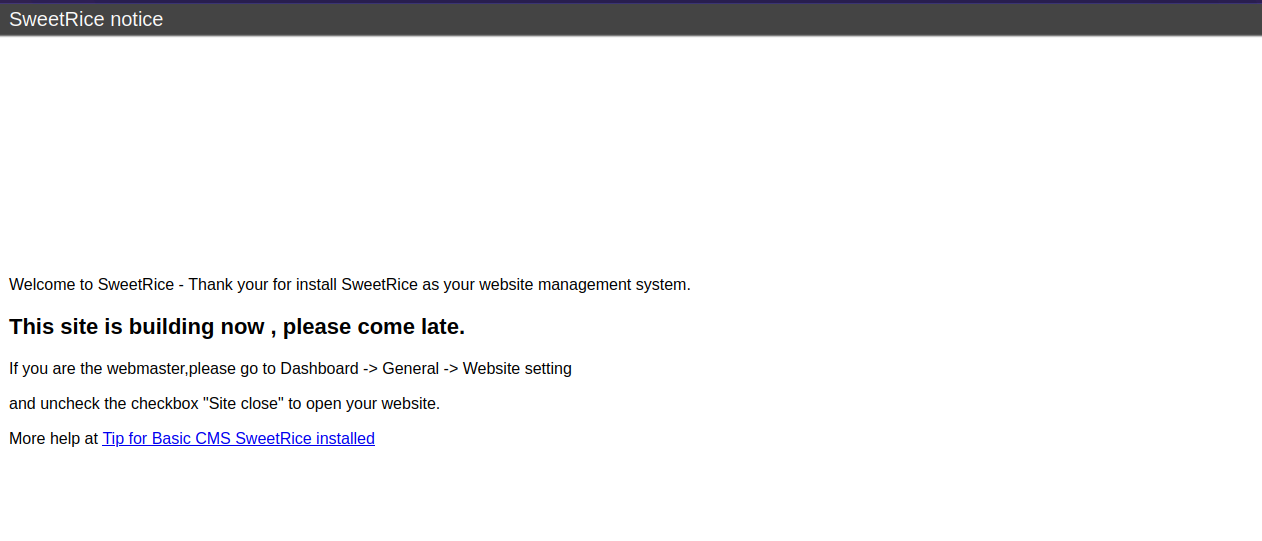 SweetRice notice
Welcome to SweetRice - Thank your for install SweetRice as your website management system.
This site is building now , please come late.
If you are the webmaster,please go to Dashboard -> General -> Website setting
and uncheck the checkbox "Site close" to open your website.
More help at Tip for Basic CMS SweetRice installed